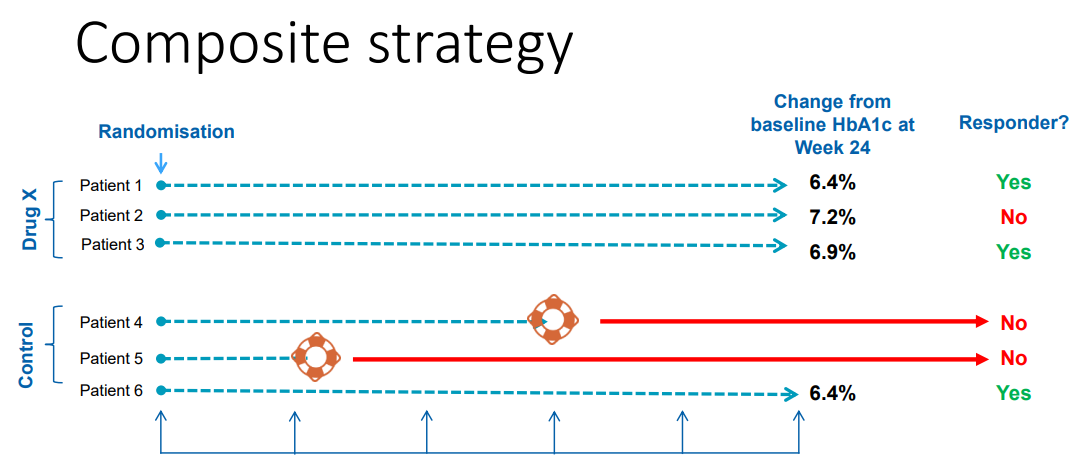 Composite strategy
Change from
baseline HbA1c at
Week 24
Responder?
Randomisation
Drug X
Patient 1
6.4%
Yes
Patient 2
7.2%
No
Patient 3
6.9%
Yes
Control
Patient 4
No
Patient 5
No
Patient 6
6.4%
Yes